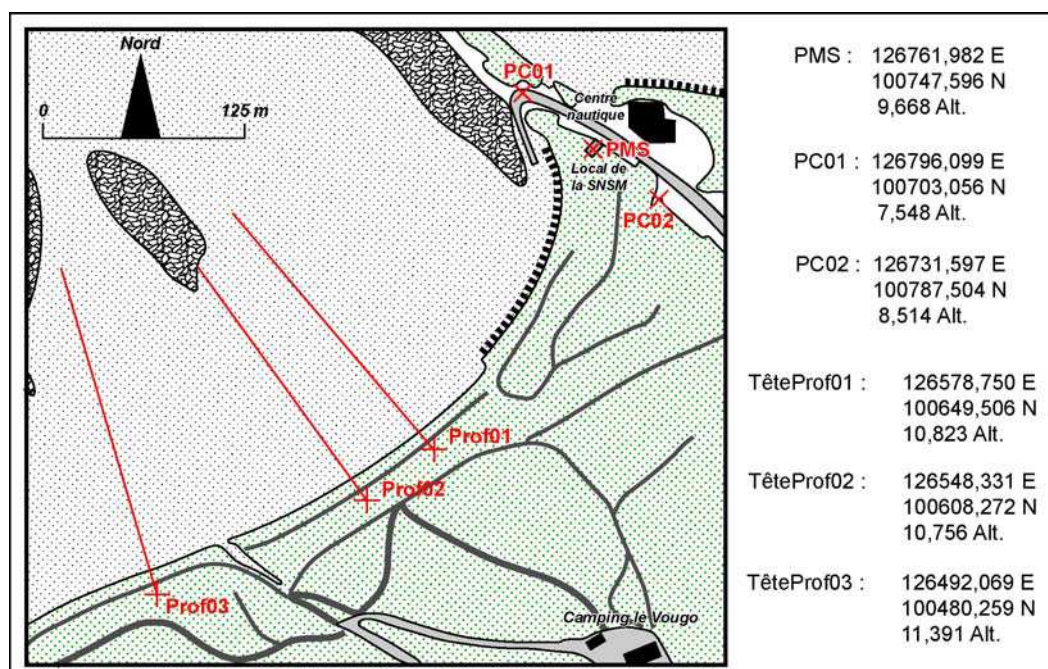 Nord
0 125 m
PC01
Centre
nautique
PMS
Local de
la SNSM
PC02
Prof01
Prof02
Prof03
Camping le Vougo
PMS : 126761,982 E
100747,596 N
9,668 Alt.
PC01 : 126796,099 E
100703,056 N
7,548 Alt.
PC02 : 126731,597 E
100787,504 N
8,514 Alt.
TêteProf01 : 126578,750 E
100649,506 N
10,823 Alt.
TêteProf02 : 126548,331 E
100608,272 N
10,756 Alt.
TêteProf03 : 126492,069 E
100480,259 N
11,391 Alt.